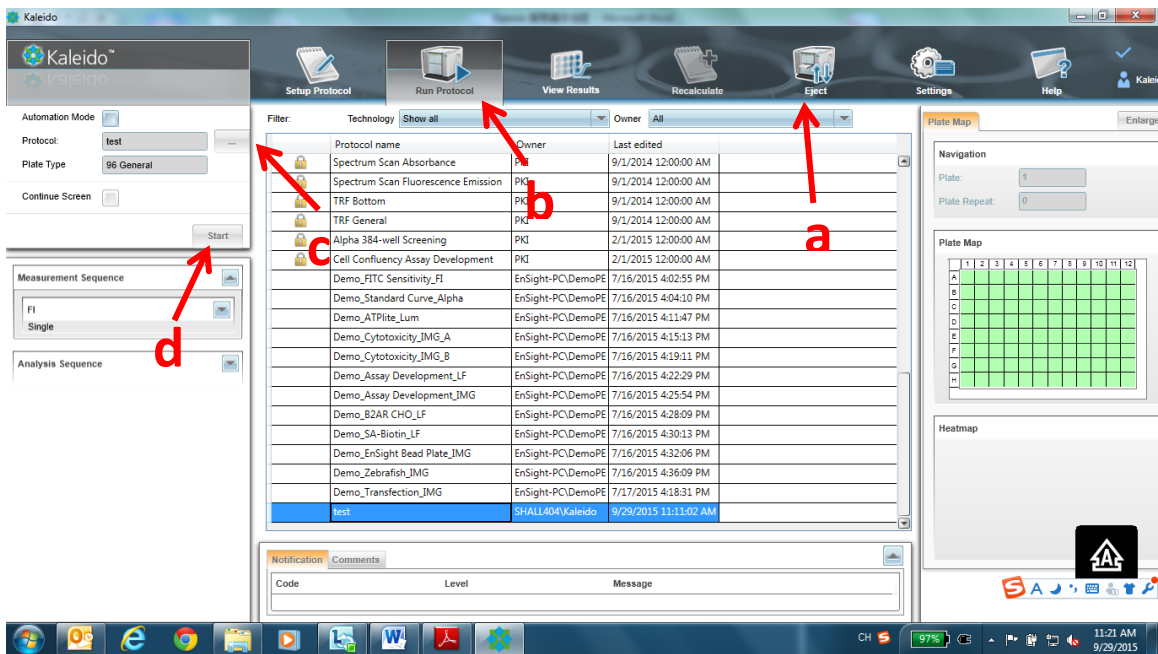 Kaleido
Kaleido™
Setup Protocol
Run Protocol
View Results
Recalculate
Eject
Settings
Help
Automation Mode
Protocol: test ...
Plate Type 96 General
Continue Screen
Start
Measurement Sequence
FI
Single
Analysis Sequence
Filter: Technology Show all Owner All
Protocol name Owner Last edited
Spectrum Scan Absorbance 9/1/2014 12:00:00 AM
Spectrum Scan Fluorescence Emission PKI 9/1/2014 12:00:00 AM
TRF Bottom PKI 9/1/2014 12:00:00 AM
TRF General PKI 9/1/2014 12:00:00 AM
Alpha 384-well Screening PKI 2/1/2015 12:00:00 AM
Cell Confluency Assay Development PKI 2/1/2015 12:00:00 AM
Demo_FITC Sensitivity_FI EnSight-PC\DemoPE 7/16/2015 4:02:55 PM
Demo_Standard Curve_Alpha EnSight-PC\DemoPE 7/16/2015 4:04:10 PM
Demo_ATPlite_Lum EnSight-PC\DemoPE 7/16/2015 4:11:47 PM
Demo_Cytotoxicity_IMG_A EnSight-PC\DemoPE 7/16/2015 4:15:13 PM
Demo_Cytotoxicity_IMG_B EnSight-PC\DemoPE 7/16/2015 4:19:11 PM
Demo_Assay Development_LF EnSight-PC\DemoPE 7/16/2015 4:22:29 PM
Demo_Assay Development_IMG EnSight-PC\DemoPE 7/16/2015 4:25:54 PM
Demo_B2AR CHO_LF EnSight-PC\DemoPE 7/16/2015 4:28:09 PM
Demo_SA-Biotin_LF EnSight-PC\DemoPE 7/16/2015 4:30:13 PM
Demo_EnSight Bead Plate_IMG EnSight-PC\DemoPE 7/16/2015 4:32:06 PM
Demo_Zebrafish_IMG EnSight-PC\DemoPE 7/16/2015 4:36:09 PM
Demo_Transfection_IMG EnSight-PC\DemoPE 7/17/2015 4:18:31 PM
test SHALL404\Kaleido 9/29/2015 11:11:02 AM
a
b
c
d
Notification Comments
Code Level Message
Plate Map Enlarge
Navigation
Plate: 1
Plate Repeat: 0
Plate Map
1 2 3 4 5 6 7 8 9 10 11 12
A
B
C
D
E
F
G
H
Heatmap
A
S A
CH S 97% 11:21 AM
9/29/2015